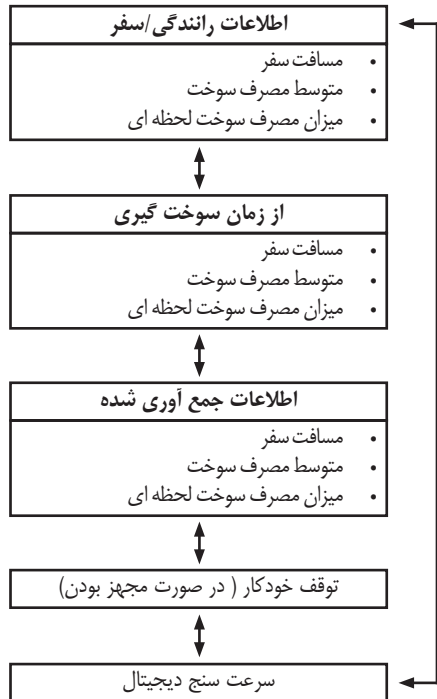 اطلاعات رانندگی/سفر
• مسافت سفر
• متوسط مصرف سوخت
• میزان مصرف سوخت لحظه ای
از زمان سوخت گیری
• مسافت سفر
• متوسط مصرف سوخت
• میزان مصرف سوخت لحظه ای
اطلاعات جمع آوری شده
• مسافت سفر
• متوسط مصرف سوخت
• میزان مصرف سوخت لحظه ای
توقف خودکار ( در صورت مجهز بودن)
سرعت سنج دیجیتال